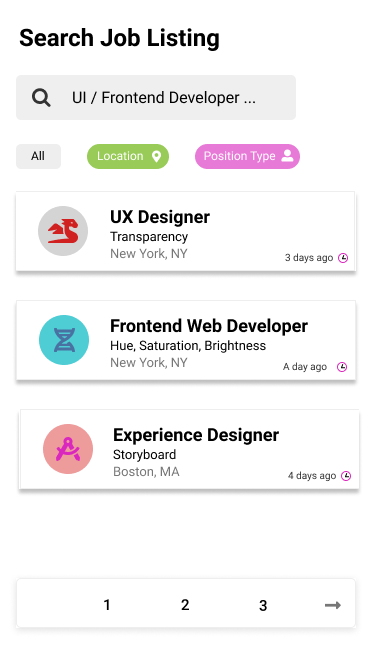 Search Job Listing
UI / Frontend Developer ...
All Location Position Type
UX Designer
Transparency
New York, NY
3 days ago
Frontend Web Developer
Hue, Saturation, Brightness
New York, NY
A day ago
Experience Designer
Storyboard
Boston, MA
4 days ago
1 2 3